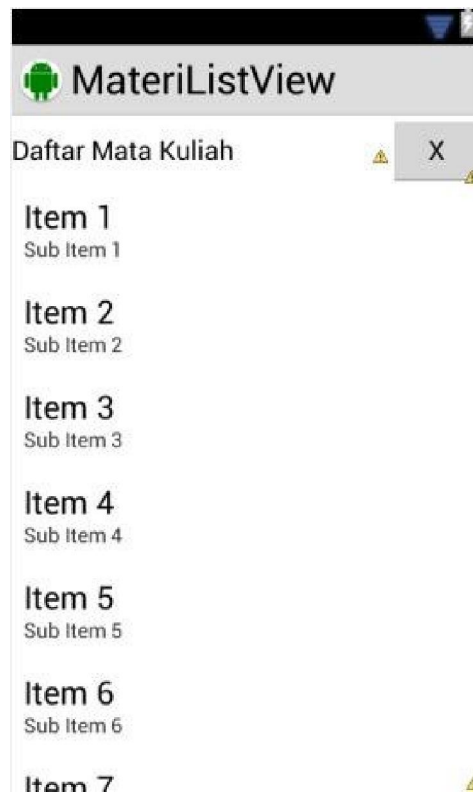 MateriListView
Daftar Mata Kuliah
X
Item 1
Sub Item 1
Item 2
Sub Item 2
Item 3
Sub Item 3
Item 4
Sub Item 4
Item 5
Sub Item 5
Item 6
Sub Item 6
Item 7